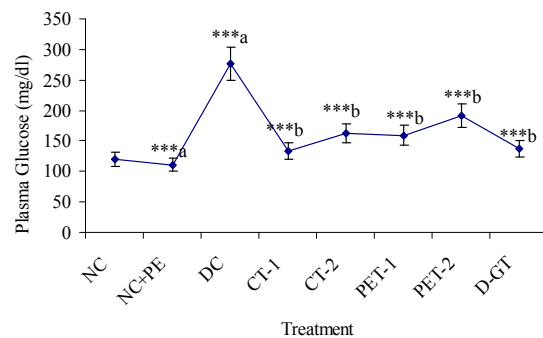 Plasma Glucose (mg/dl)
350
300
250
200
150
100
50
0
***a
***a
***b
***b
***b
***b
***b
NC
NC+PE
DC
CT-1
CT-2
PET-1
PET-2
D-GT
Treatment